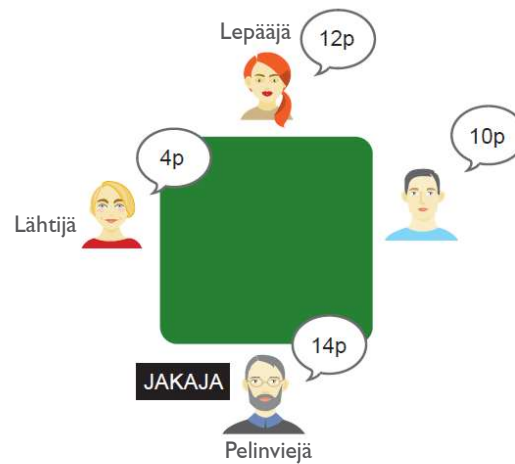 Lepääjä
12p
10p
4p
Lähtijä
14p
JAKAJA
Pelinviejä